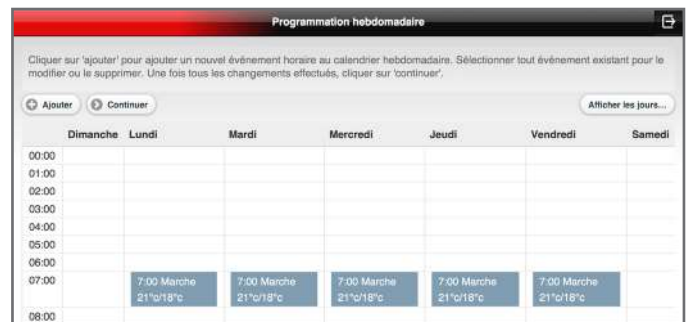 Programmation hebdomadaire
Cliquer sur 'ajouter' pour ajouter un nouvel événement horaire au calendrier hebdomadaire. Sélectionner tout événement existant pour le
modifier ou le supprimer. Une fois tous les changements effectués, cliquer sur 'continuer'.
Ajouter Continuer Afficher les jours...
Dimanche Lundi Mardi Mercredi Jeudi Vendredi Samedi
00:00
01:00
02:00
03:00
04:00
05:00
06:00
07:00 7:00 Marche 7:00 Marche 7:00 Marche 7:00 Marche 7:00 Marche
21°c/18°c 21°c/18°c 21°c/18°c 21°c/18°c 21°c/18°c
08:00